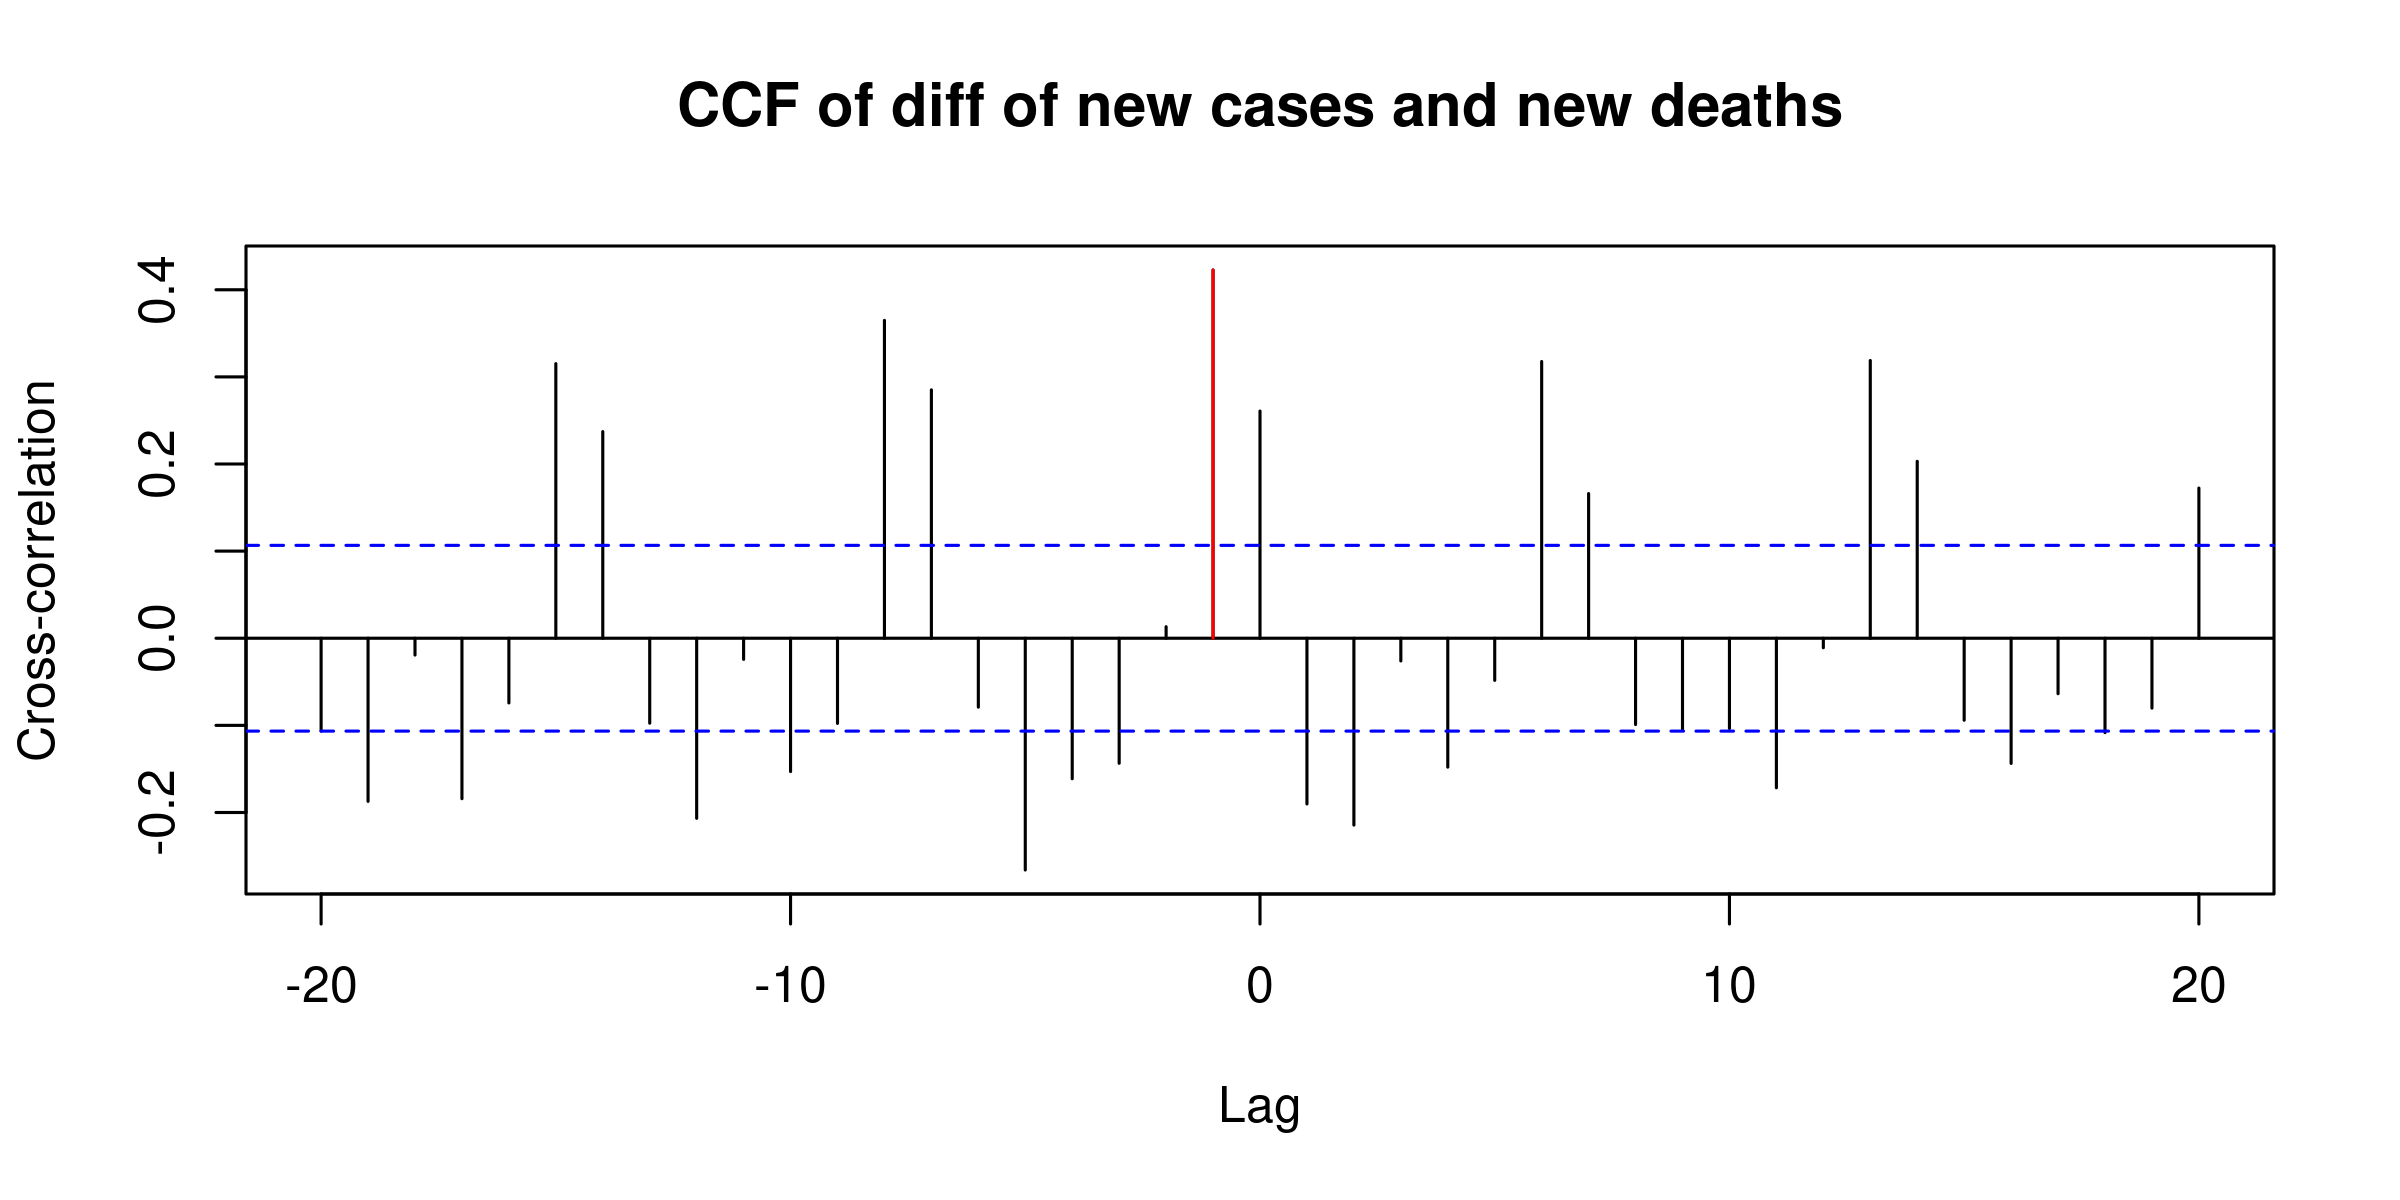 CCF of diff of new cases and new deaths
Cross-correlation
0.4
0.2
0.0
-0.2
-20 -10 0 10 20
Lag